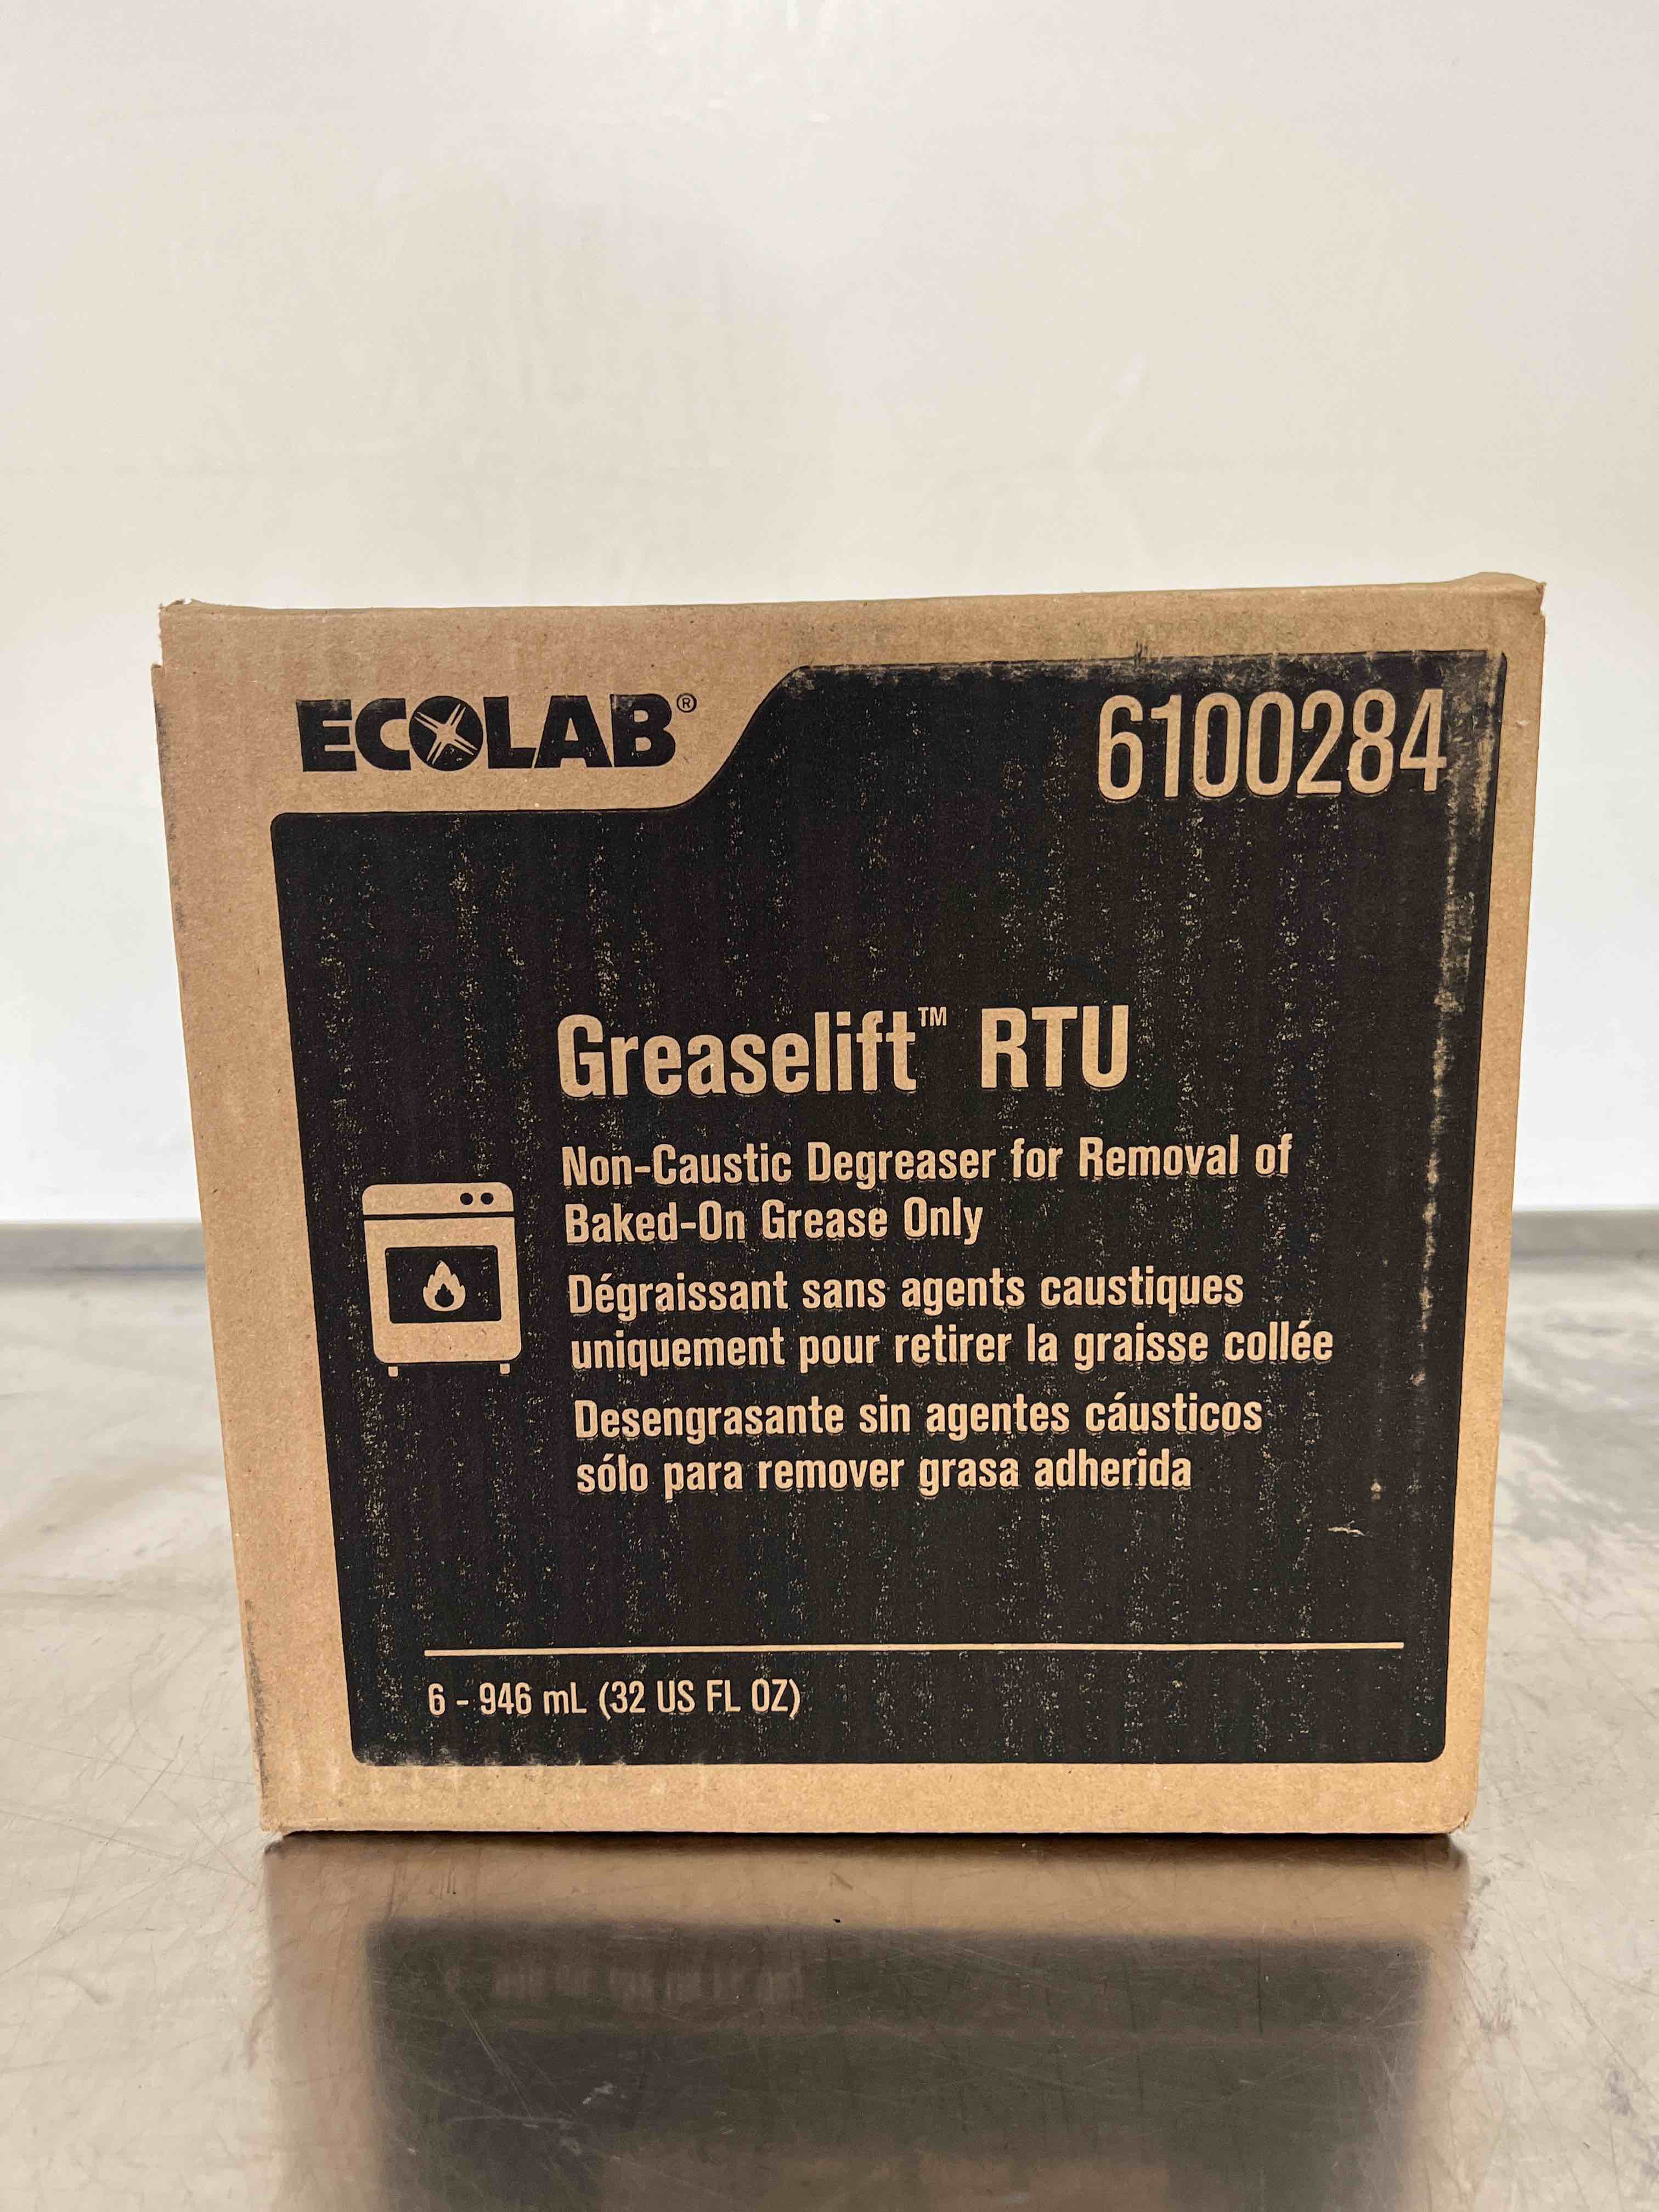 ECOLAB®
6100284
Greaselift™ RTU
Non-Caustic Degreaser for Removal of
Baked-On Grease Only
Dégraissant sans agents caustiques
uniquement pour retirer la graisse collée
Desengrasante sin agentes cáusticos
sólo para remover grasa adherida
6 - 946 mL (32 US FL OZ)